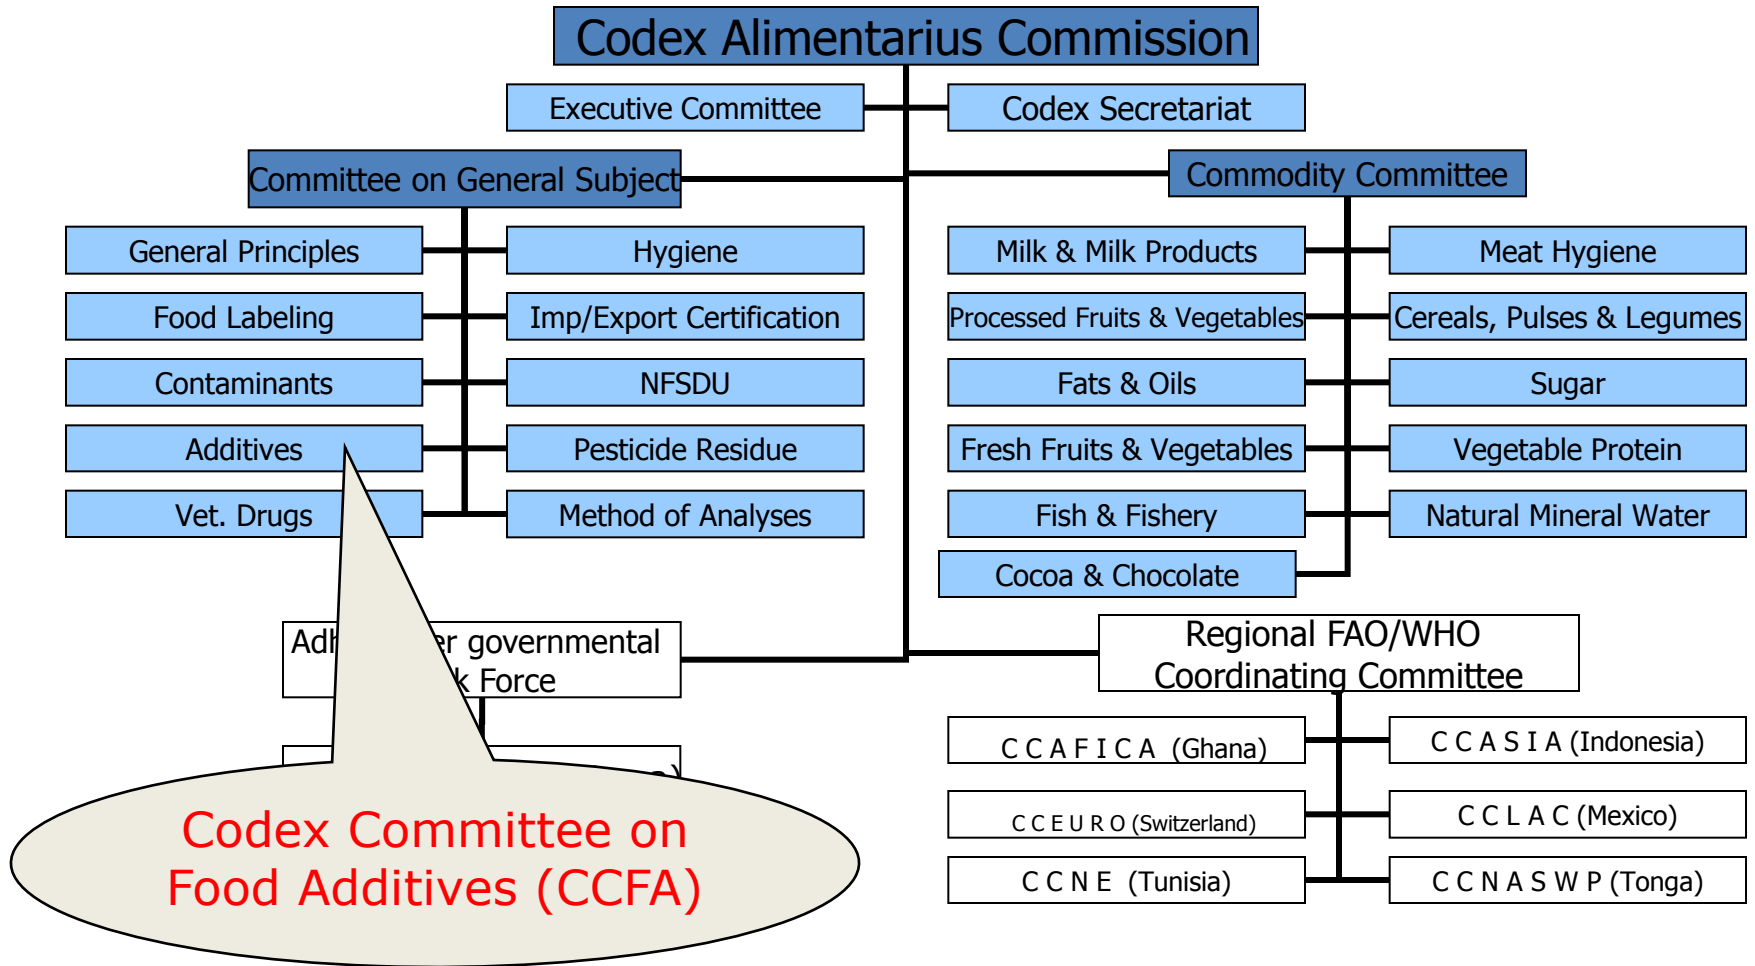 Codex Alimentarius Commission
Executive Committee
Codex Secretariat
Committee on General Subject
Commodity Committee
General Principles
Hygiene
Food Labeling
Imp/Export Certification
Contaminants
NFSDU
Additives
Pesticide Residue
Vet. Drugs
Method of Analyses
Milk & Milk Products
Meat Hygiene
Processed Fruits & Vegetables
Cereals, Pulses & Legumes
Fats & Oils
Sugar
Fresh Fruits & Vegetables
Vegetable Protein
Fish & Fishery
Natural Mineral Water
Cocoa & Chocolate
governmental
Force
Regional FAO/WHO
Coordinating Committee
C C A F I C A (Ghana)
C C A S I A (Indonesia)
C C E U R O (Switzerland)
C C L A C (Mexico)
C C N E (Tunisia)
C C N A S W P (Tonga)
Codex Committee on
Food Additives (CCFA)